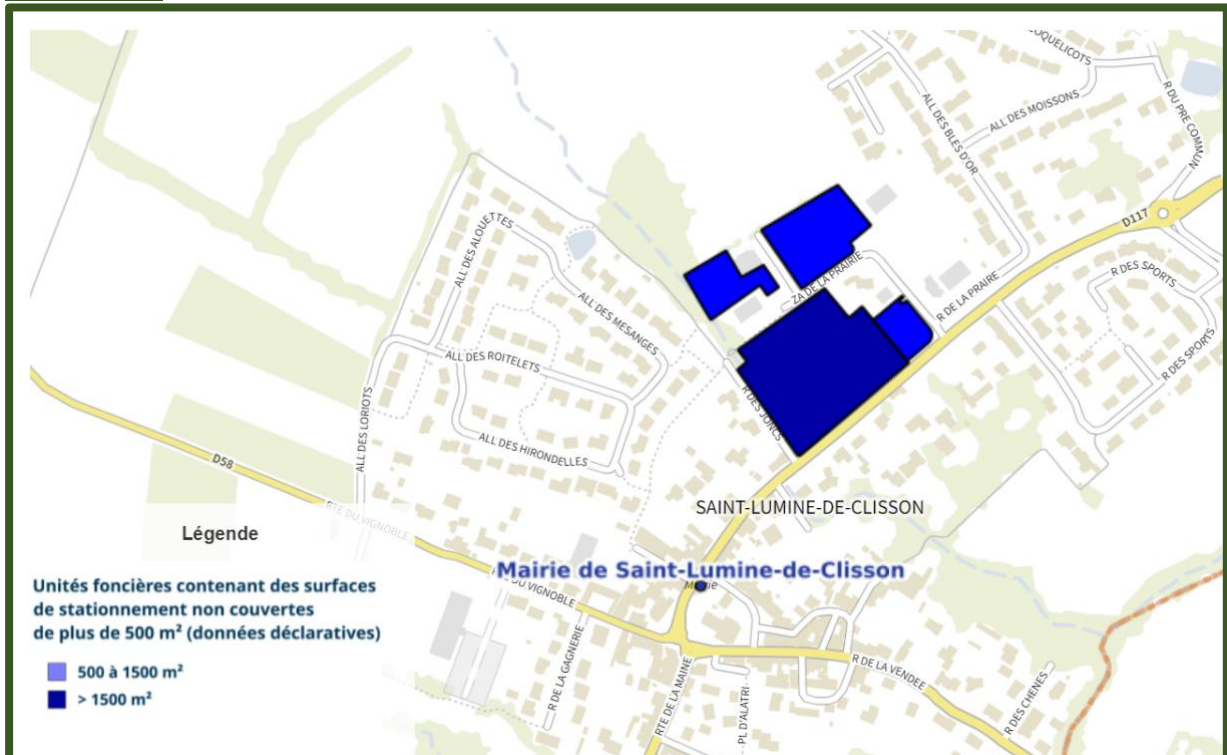 OQUELICOTS
R DU PRE COMMUN
ALL DES MOISSONS
ALL DES BLES D'OR
D117
ALL DES ALOUETTES
R DES SPORTS
ZA DE LA PRAIRIE
R DE LA PRAIRE
ALL DES MESANGES
R DES SPORTS
ALL DES ROITELETS
R DES JONCS
ALL DES LORIOTS
ALL DES HIRONDELLES
D58
SAINT-LUMINE-DE-CLISSON
RTE DU VIGNOBLE
Légende
Mairie de Saint-Lumine-de-Clisson
DU VIGNOBLE
Unités foncières contenant des surfaces
de stationnement non couvertes
de plus de 500 m² (données déclaratives)
500 à 1500 m²
> 1500 m²
R DE LA GAGNERIE
RTE DE LA MAINE
PL D'ALATRI
R DE LA VENDEE
R DES CHENES